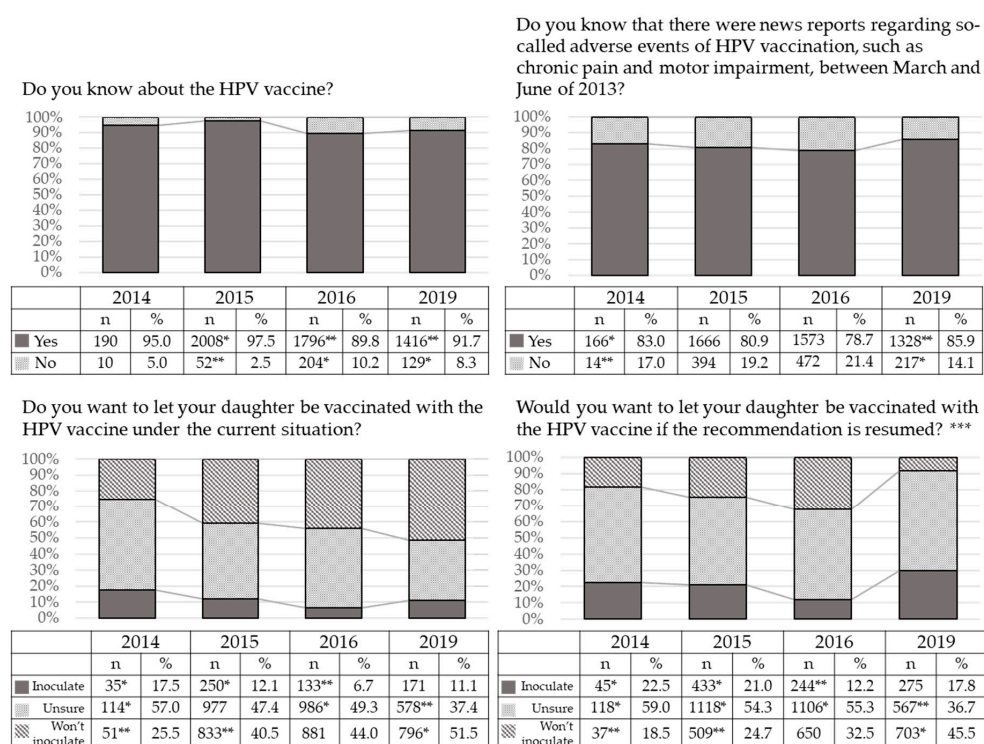 Do you know about the HPV vaccine?
100%
90%
80%
70%
60%
50%
40%
30%
20%
10%
0%
2014 2015 2016 2019
n % n % n % n %
Yes 190 95.0 2008* 97.5 1796** 89.8 1416** 91.7
No 10 5.0 52** 2.5 204* 10.2 129* 8.3
Do you know that there were news reports regarding so-
called adverse events of HPV vaccination, such as
chronic pain and motor impairment, between March and
June of 2013?
100%
90%
80%
70%
60%
50%
40%
30%
20%
10%
0%
2014 2015 2016 2019
n % n % n % n %
Yes 166* 83.0 1666 80.9 1573 78.7 1328** 85.9
No 14** 17.0 394 19.2 472 21.4 217* 14.1
Do you want to let your daughter be vaccinated with the
HPV vaccine under the current situation?
100%
90%
80%
70%
60%
50%
40%
30%
20%
10%
0%
2014 2015 2016 2019
n % n % n % n %
Inoculate 35* 17.5 250* 12.1 133** 6.7 171 11.1
Unsure 114* 57.0 977 47.4 986* 49.3 578** 37.4
Won't
inoculate 51** 25.5 833** 40.5 881 44.0 796* 51.5
Would you want to let your daughter be vaccinated with
the HPV vaccine if the recommendation is resumed? ***
100%
90%
80%
70%
60%
50%
40%
30%
20%
10%
0%
2014 2015 2016 2019
n % n % n % n %
Inoculate 45* 22.5 433* 21.0 244** 12.2 275 17.8
Unsure 118* 59.0 1118* 54.3 1106* 55.3 567** 36.7
Won't
inoculate 37** 18.5 509** 24.7 650 32.5 703* 45.5